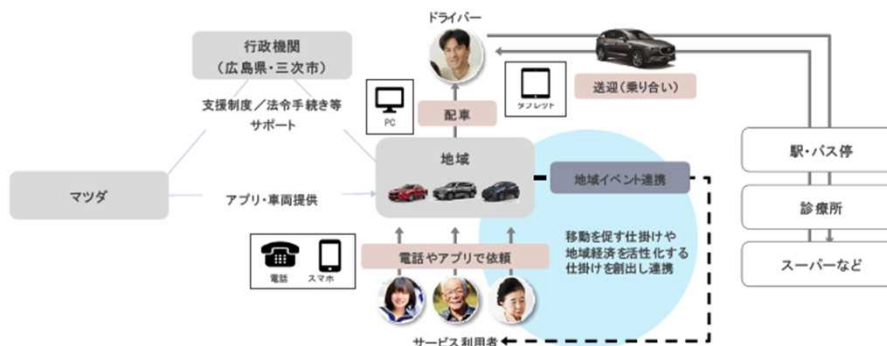 ドライバー
行政機関
（広島県・三次市）
PC
タブレット
配車
送迎（乗り合い）
支援制度／法令手続き等
サポート
地域
駅・バス停
マツダ
アプリ・車両提供
地域イベント連携
診療所
移動を促す仕掛けや
地域経済を活性化する
仕掛けを創出し連携
電話やアプリで依頼
電話
スマホ
スーパーなど
サービス利用者